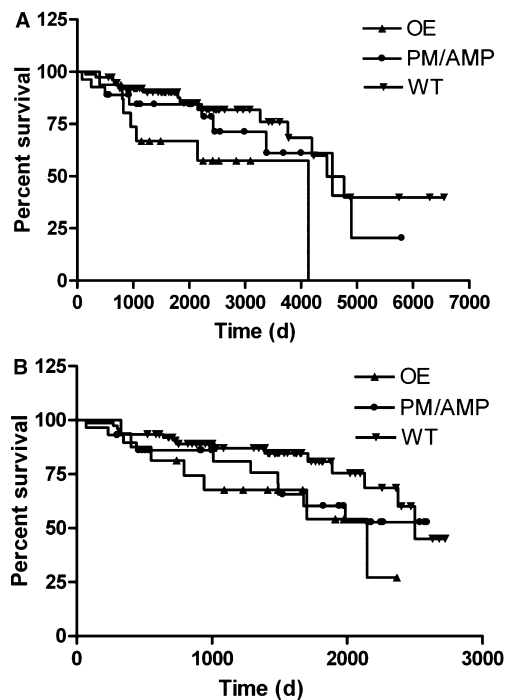 A
125
100
75
50
25
0
Percent survival
OE
PM/AMP
WT
0 1000 2000 3000 4000 5000 6000 7000
Time (d)
B
125
100
75
50
25
0
Percent survival
OE
PM/AMP
WT
0 1000 2000 3000
Time (d)